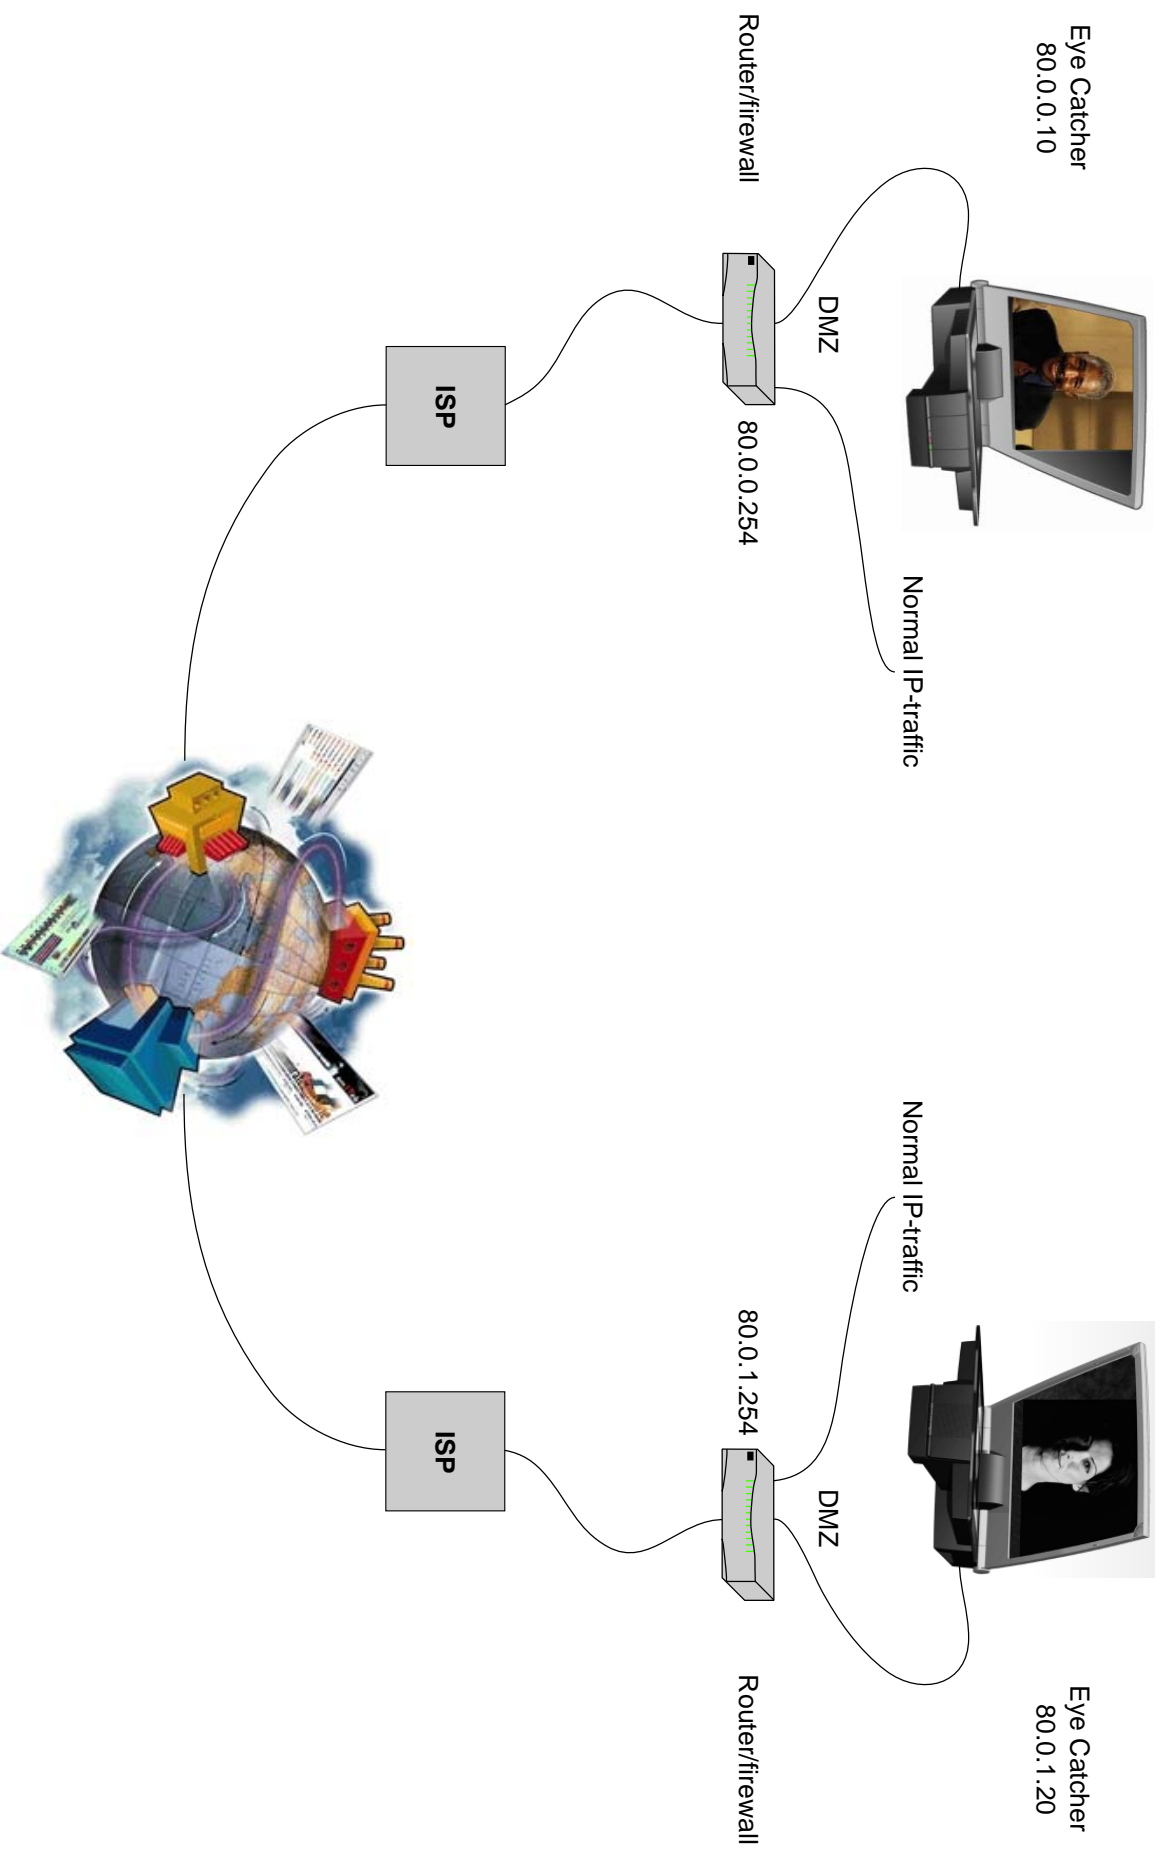 Eye Catcher
80.0.0.10
Eye Catcher
80.0.1.20
Normal IP-traffic
Normal IP-traffic
DMZ
DMZ
Router/firewall
80.0.0.254
80.0.1.254
Router/firewall
ISP
ISP